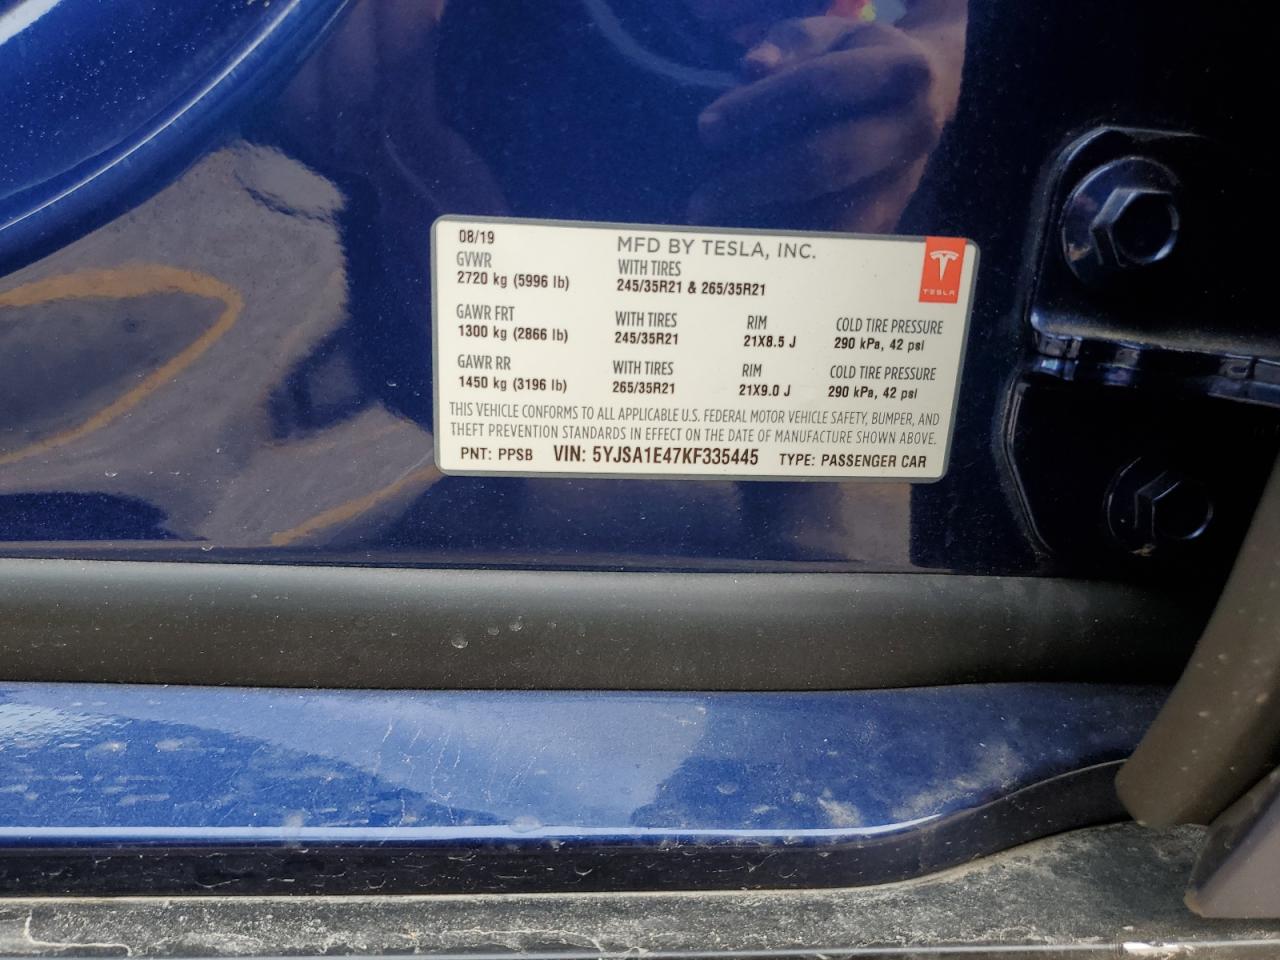 08/19 MFD BY TESLA, INC.
GVWR WITH TIRES
2720 kg (5996 lb) 245/35R21 & 265/35R21
TESLA
GAWR FRT WITH TIRES RIM COLD TIRE PRESSURE
1300 kg (2866 lb) 245/35R21 21X8.5 J 290 kPa, 42 psi
GAWR RR WITH TIRES RIM COLD TIRE PRESSURE
1450 kg (3196 lb) 265/35R21 21X9.0 J 290 kPa, 42 psi
THIS VEHICLE CONFORMS TO ALL APPLICABLE U.S. FEDERAL MOTOR VEHICLE SAFETY, BUMPER, AND
THEFT PREVENTION STANDARDS IN EFFECT ON THE DATE OF MANUFACTURE SHOWN ABOVE.
PNT: PPSB VIN: 5YJSA1E47KF335445 TYPE: PASSENGER CAR